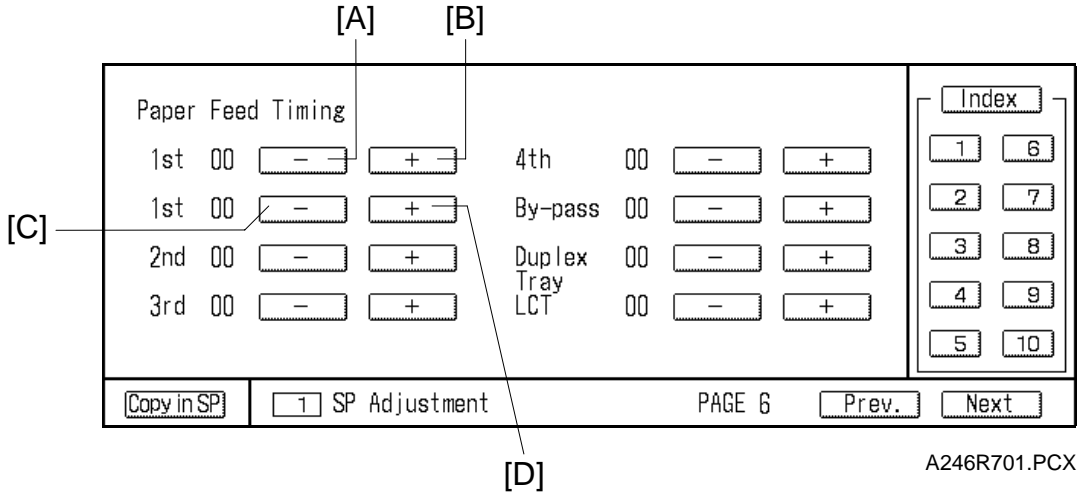 [A] [B]
Paper Feed Timing
1st 00 − + 4th 00 − +
1st 00 − + By-pass 00 − +
2nd 00 − + Duplex Tray 00 − +
3rd 00 − + LCT 00 − +
[C]
Index
1 6
2 7
3 8
4 9
5 10
Copy in SP 1 SP Adjustment PAGE 6 Prev. Next
[D]
A246R701.PCX